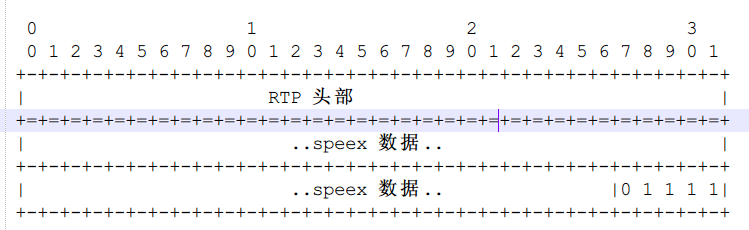 0                   1                   2                   3
0 1 2 3 4 5 6 7 8 9 0 1 2 3 4 5 6 7 8 9 0 1 2 3 4 5 6 7 8 9 0 1
+-+-+-+-+-+-+-+-+-+-+-+-+-+-+-+-+-+-+-+-+-+-+-+-+-+-+-+-+-+-+-+-+
|                      RTP 头部                                 |
+=+=+=+=+=+=+=+=+=+=+=+=+=+=+=+=+=+=+=+=+=+=+=+=+=+=+=+=+=+=+=+=+
|                        ..speex 数据..                         |
+-+-+-+-+-+-+-+-+-+-+-+-+-+-+-+-+-+-+-+-+-+-+-+-+-+-+-+-+-+-+-+-+
|                        ..speex 数据..               |0 1 1 1 1|
+-+-+-+-+-+-+-+-+-+-+-+-+-+-+-+-+-+-+-+-+-+-+-+-+-+-+-+-+-+-+-+-+